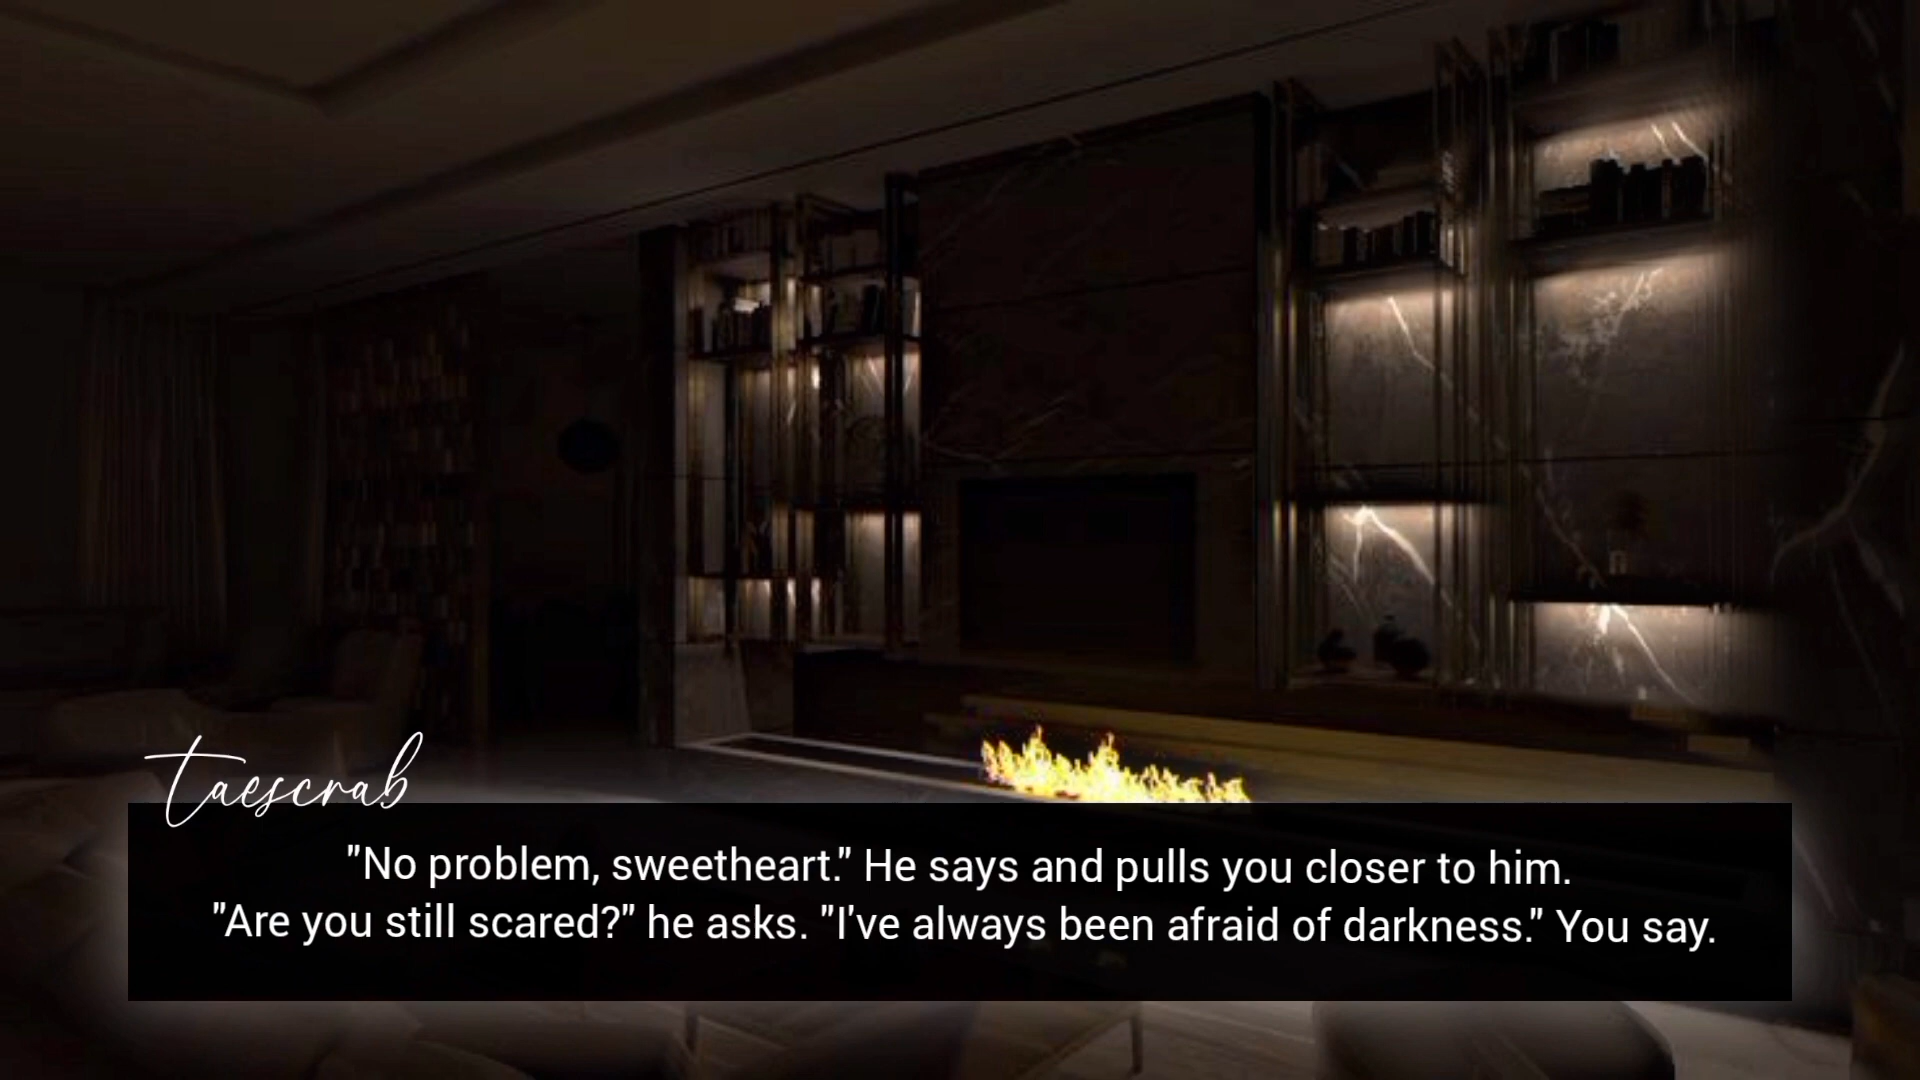 taescrab
"No problem, sweetheart." He says and pulls you closer to him.
"Are you still scared?" he asks. "I've always been afraid of darkness." You say.